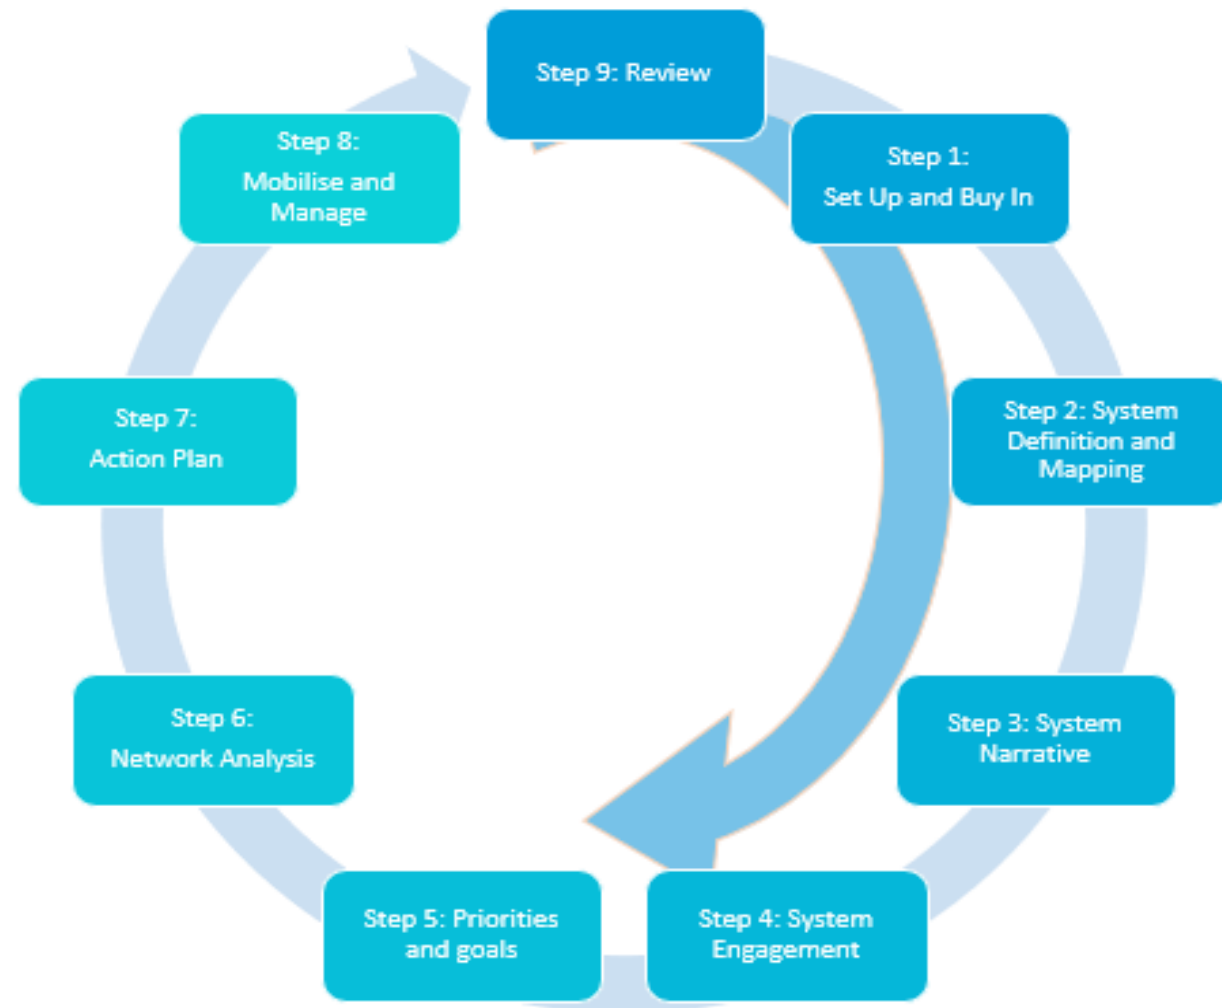 Step 9: Review
Step 1:
Set Up and Buy In
Step 2: System
Definition and
Mapping
Step 3: System
Narrative
Step 4: System
Engagement
Step 5: Priorities
and goals
Step 6:
Network Analysis
Step 7:
Action Plan
Step 8:
Mobilise and
Manage